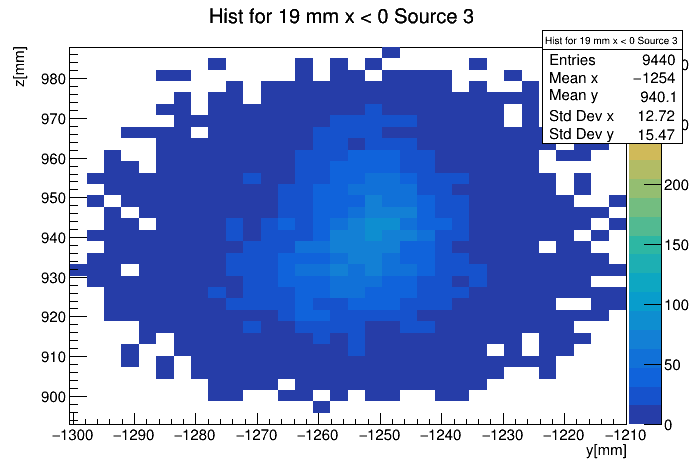 Hist for 19 mm x < 0 Source 3
z[mm]
Hist for 19 mm x < 0 Source 3
Entries 9440
Mean x −1254
Mean y 940.1
Std Dev x 12.72
Std Dev y 15.47
980
970
960
950
940
930
920
910
900
0
0
200
150
100
50
0
−1300 −1290 −1280 −1270 −1260 −1250 −1240 −1230 −1220 −1210
y[mm]